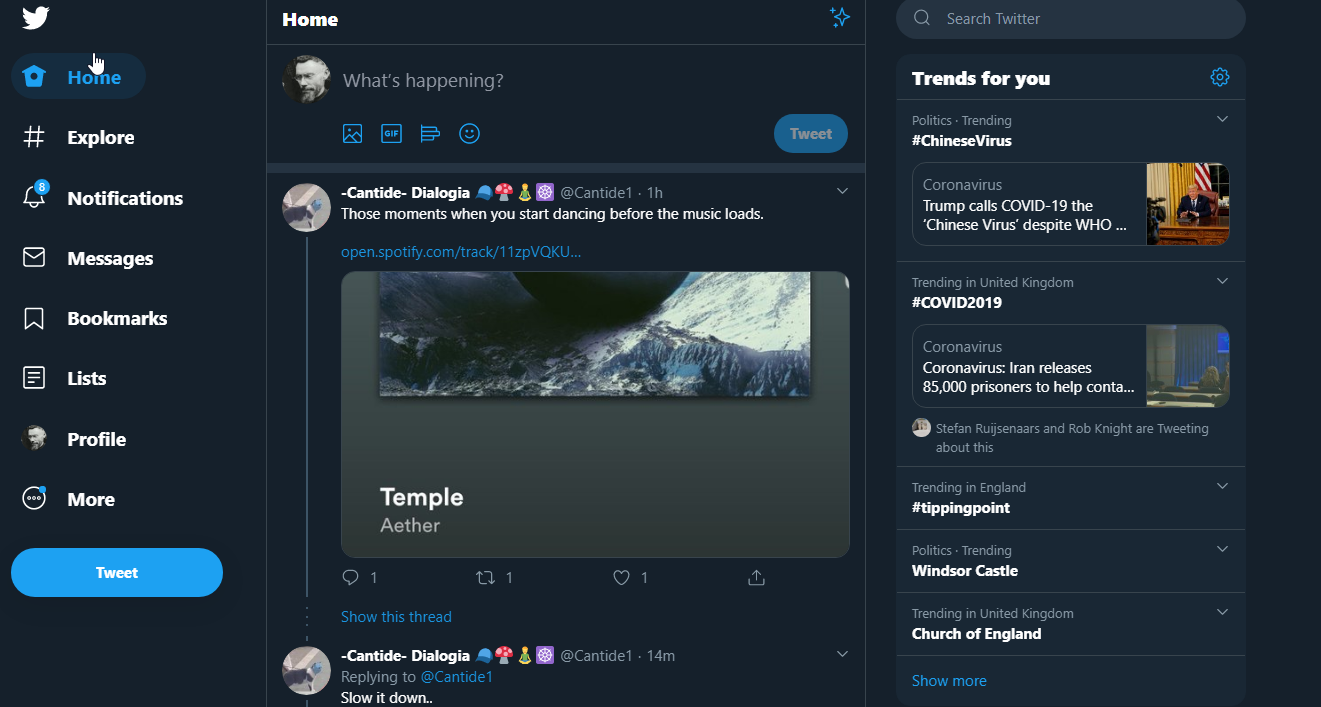 Home
Explore
8
Notifications
Messages
Bookmarks
Lists
Profile
More
Tweet
Home
What's happening?
GIF
Tweet
-Cantide- Dialogia @Cantide1 · 1h
Those moments when you start dancing before the music loads.
open.spotify.com/track/11zpVQKU...
Temple
Aether
1 1 1
Show this thread
-Cantide- Dialogia @Cantide1 · 14m
Replying to @Cantide1
Slow it down..
Search Twitter
Trends for you
Politics · Trending
#ChineseVirus
Coronavirus
Trump calls COVID-19 the
'Chinese Virus' despite WHO ...
Trending in United Kingdom
#COVID2019
Coronavirus
Coronavirus: Iran releases
85,000 prisoners to help conta...
Stefan Ruijsenaars and Rob Knight are Tweeting
about this
Trending in England
#tippingpoint
Politics · Trending
Windsor Castle
Trending in United Kingdom
Church of England
Show more